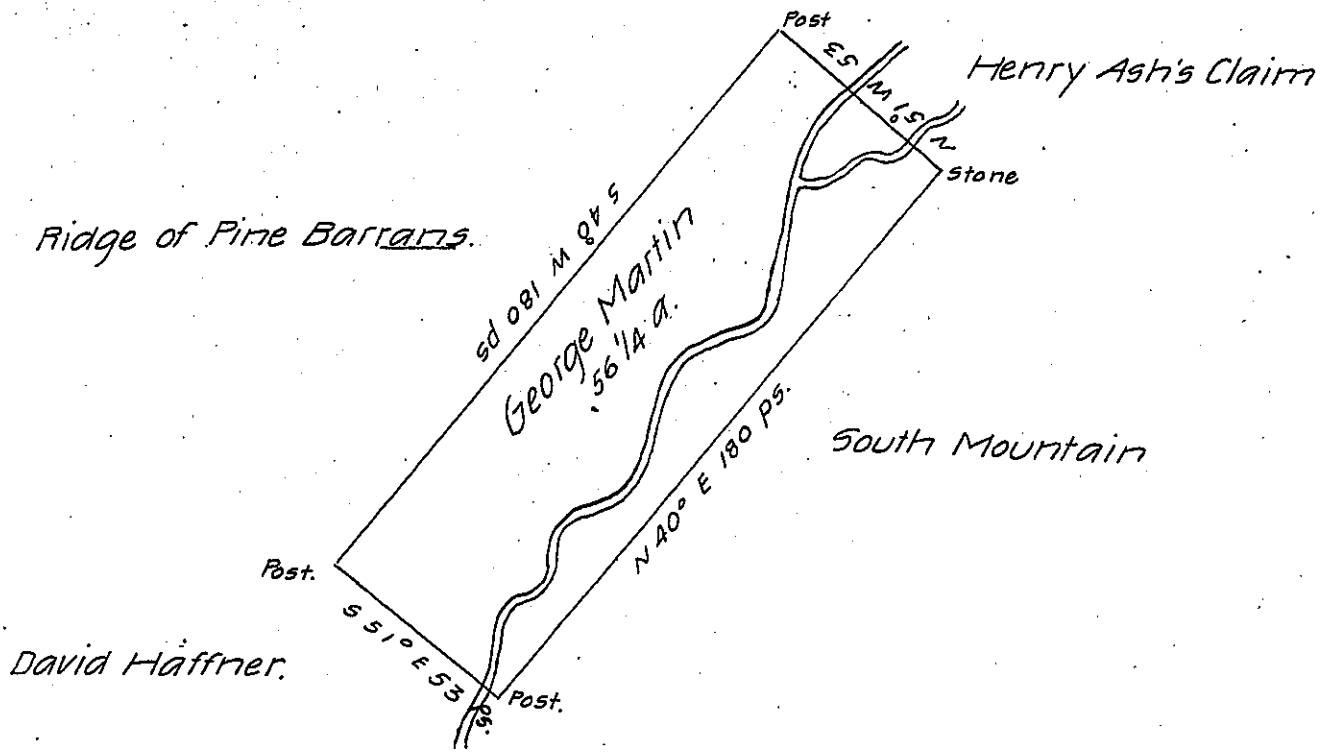 Post
Henry Ash's Claim
53
N 51° W
Stone
Ridge of Pine Barrans.
S 48 W 180 ps
George Martin
56 1/4 a.
N 40° E 180 ps.
South Mountain
Post.
S 51° E 53 ps.
David Häffner.
Post.